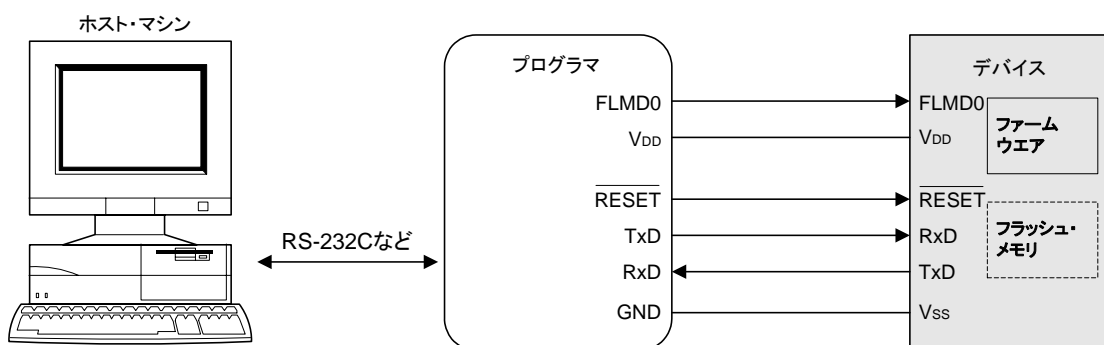 ホスト・マシン
RS-232Cなど
プログラマ
FLMD0
VDD
RESET
TxD
RxD
GND
デバイス
FLMD0
VDD
RESET
RxD
TxD
VSS
ファーム
ウエア
フラッシュ・
メモリ